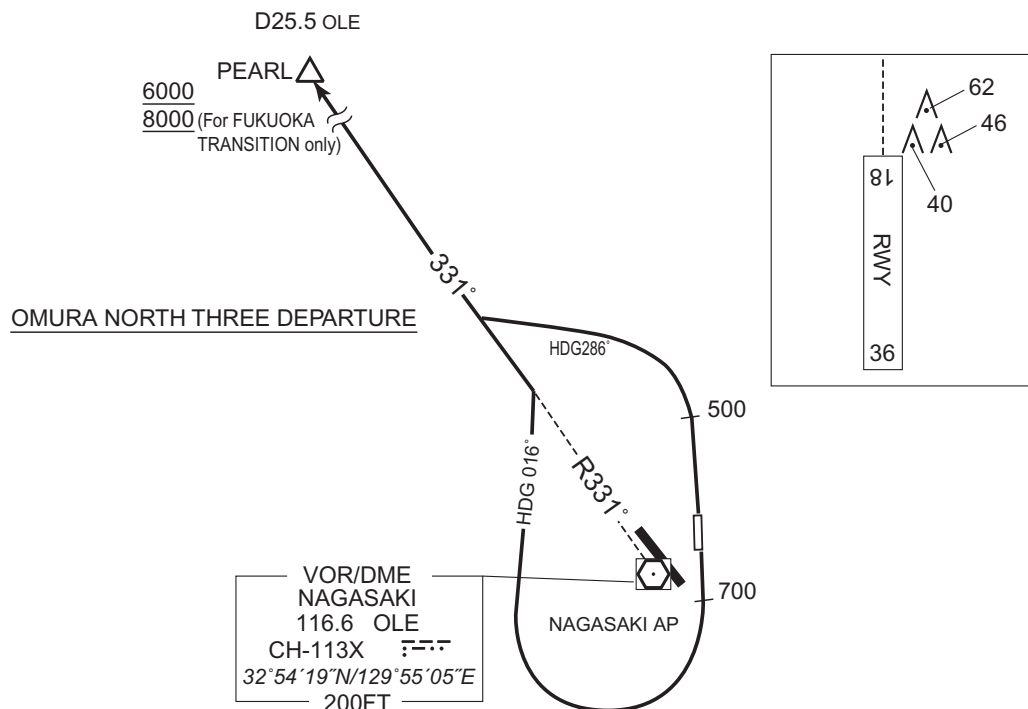 D25.5 OLE
PEARL
6000
8000 (For FUKUOKA
TRANSITION only)
331°
OMURA NORTH THREE DEPARTURE
HDG286°
500
HDG 016°
R331°
700
NAGASAKI AP
VOR/DME
NAGASAKI
116.6 OLE
CH-113X
32°54´19˝N/129°55´05˝E
200FT
62
46
40
18
RWY
36